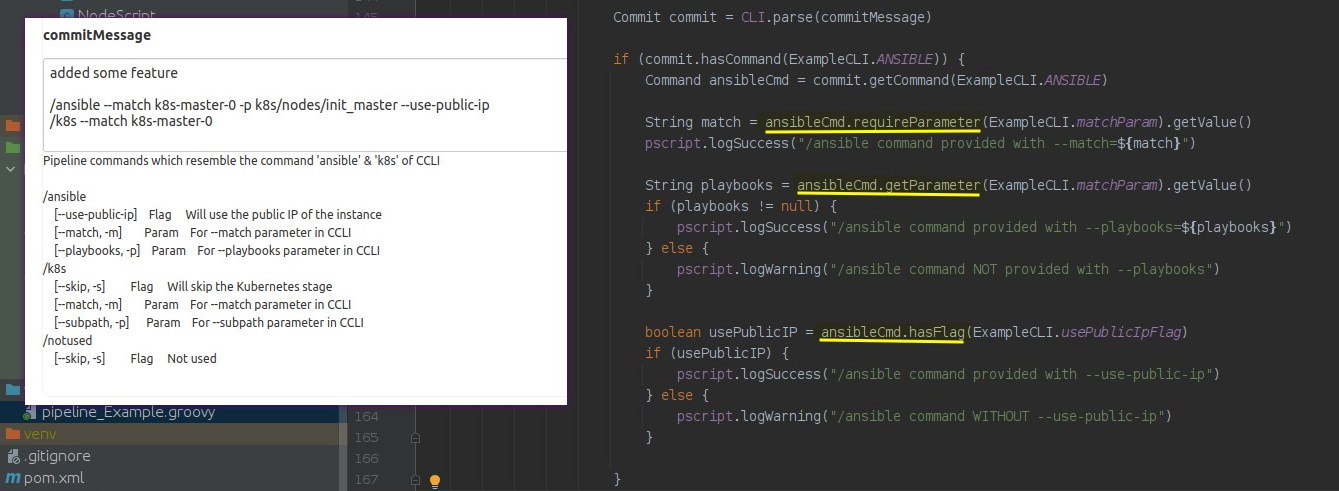 NodeScript
commitMessage
added some feature
/ansible --match k8s-master-0 -p k8s/nodes/init_master --use-public-ip
/k8s --match k8s-master-0
Pipeline commands which resemble the command 'ansible' & 'k8s' of CCLI
/ansible
[--use-public-ip] Flag Will use the public IP of the instance
[--match, -m] Param For --match parameter in CCLI
[--playbooks, -p] Param For --playbooks parameter in CCLI
/k8s
[--skip, -s] Flag Will skip the Kubernetes stage
[--match, -m] Param For --match parameter in CCLI
[--subpath, -p] Param For --subpath parameter in CCLI
/notused
[--skip, -s] Flag Not used
pipeline_Example.groovy
venv
.gitignore
pom.xml
164
165
166
167
Commit commit = CLI.parse(commitMessage)
if (commit.hasCommand(ExampleCLI.ANSIBLE)) {
Command ansibleCmd = commit.getCommand(ExampleCLI.ANSIBLE)
String match = ansibleCmd.requireParameter(ExampleCLI.matchParam).getValue()
pscript.logSuccess("/ansible command provided with --match=${match}")
String playbooks = ansibleCmd.getParameter(ExampleCLI.matchParam).getValue()
if (playbooks != null) {
pscript.logSuccess("/ansible command provided with --playbooks=${playbooks}")
} else {
pscript.logWarning("/ansible command NOT provided with --playbooks")
}
boolean usePublicIP = ansibleCmd.hasFlag(ExampleCLI.usePublicIpFlag)
if (usePublicIP) {
pscript.logSuccess("/ansible command provided with --use-public-ip")
} else {
pscript.logWarning("/ansible command WITHOUT --use-public-ip")
}
}